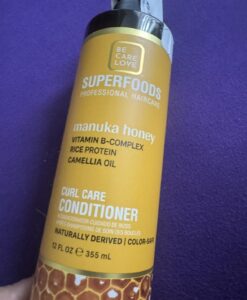 BE
CARE
LOVE
SUPERFOODS
PROFESSIONAL HAIRCARE
manuka honey
VITAMIN B-COMPLEX
RICE PROTEIN
CAMELLIA OIL
CURL CARE
CONDITIONER
NATURALLY DERIVED | COLOR-SAFE
12 FL OZ 355 mL